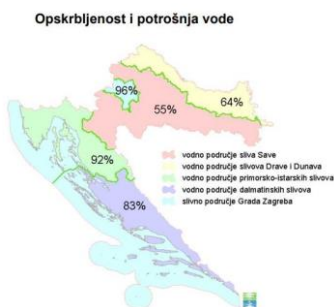 Opskrbljenost i potrošnja vode
96%
64%
55%
92%
83%
vodno područje sliva Save
vodno područje slivova Drave i Dunava
vodno područje primorsko-istarskih slivova
vodno područje dalmatinskih slivova
slivno područje Grada Zagreba